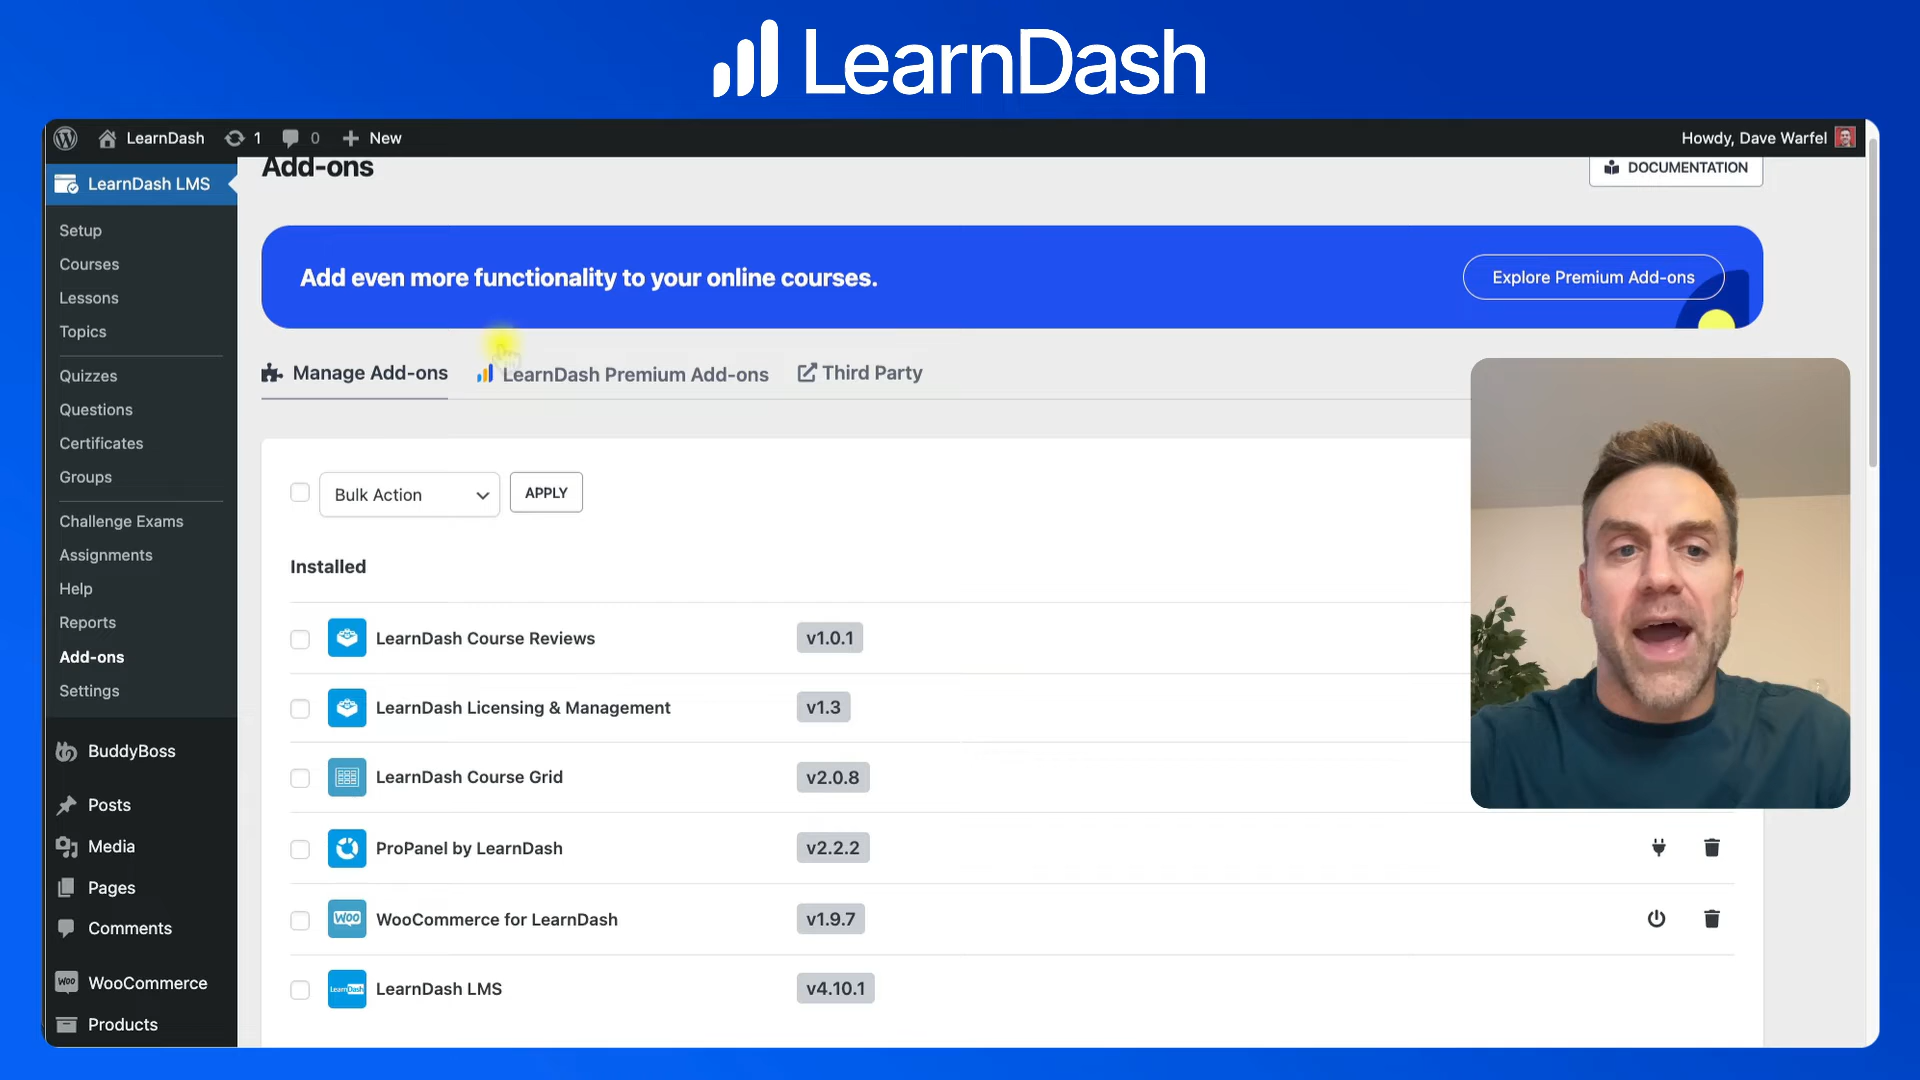 LearnDash
LearnDash 1 0 New
Howdy, Dave Warfel
LearnDash LMS
Setup
Courses
Lessons
Topics
Quizzes
Questions
Certificates
Groups
Challenge Exams
Assignments
Help
Reports
Add-ons
Settings
BuddyBoss
Posts
Media
Pages
Comments
WooCommerce
Products
Add-ons
DOCUMENTATION
Add even more functionality to your online courses.
Explore Premium Add-ons
Manage Add-ons LearnDash Premium Add-ons Third Party
Bulk Action APPLY
Installed
LearnDash Course Reviews v1.0.1
LearnDash Licensing & Management v1.3
LearnDash Course Grid v2.0.8
ProPanel by LearnDash v2.2.2
Woo WooCommerce for LearnDash v1.9.7
LearnDash LearnDash LMS v4.10.1